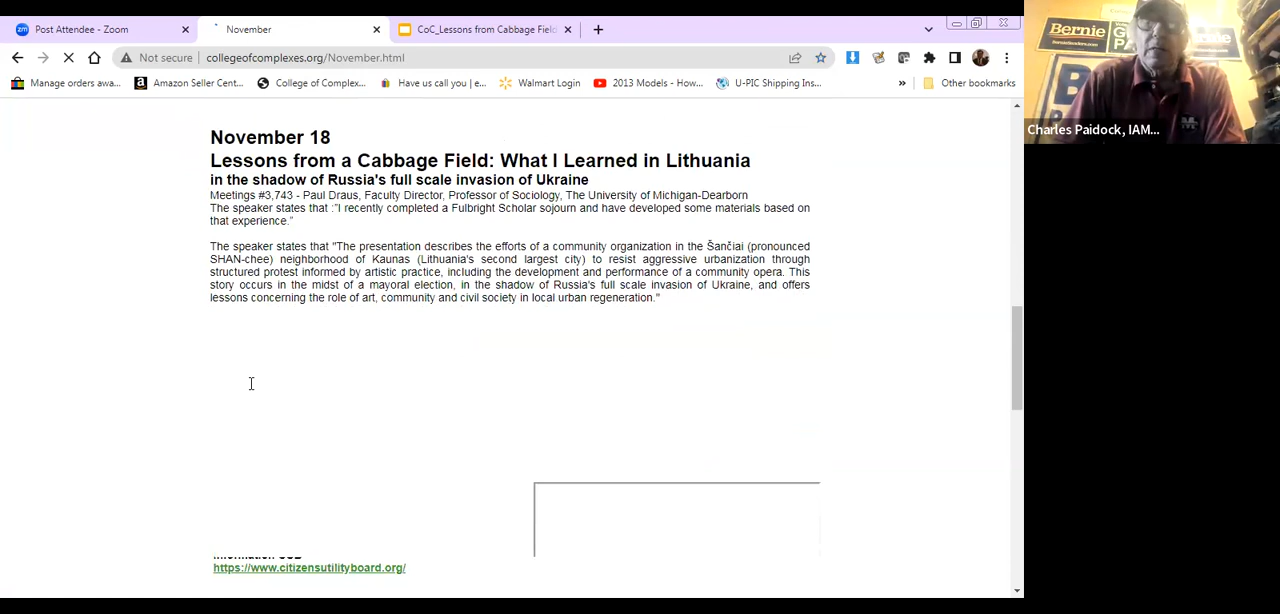 Post Attendee - Zoom
November
CoC_Lessons from Cabbage Field
Not secure
collegeofcomplexes.org/November.html
Manage orders awa...
Amazon Seller Cent...
College of Complex...
Have us call you | e...
Walmart Login
2013 Models - How...
U-PIC Shipping Ins...
»
Other bookmarks
November 18
Lessons from a Cabbage Field: What I Learned in Lithuania
in the shadow of Russia's full scale invasion of Ukraine
Meetings #3,743 - Paul Draus, Faculty Director, Professor of Sociology, The University of Michigan-Dearborn
The speaker states that :"I recently completed a Fulbright Scholar sojourn and have developed some materials based on
that experience."
The speaker states that "The presentation describes the efforts of a community organization in the Šančiai (pronounced
SHAN-chee) neighborhood of Kaunas (Lithuania's second largest city) to resist aggressive urbanization through
structured protest informed by artistic practice, including the development and performance of a community opera. This
story occurs in the midst of a mayoral election, in the shadow of Russia's full scale invasion of Ukraine, and offers
lessons concerning the role of art, community and civil society in local urban regeneration."
https://www.citizensutilityboard.org/
Bernie
Charles Paidock, IAM...